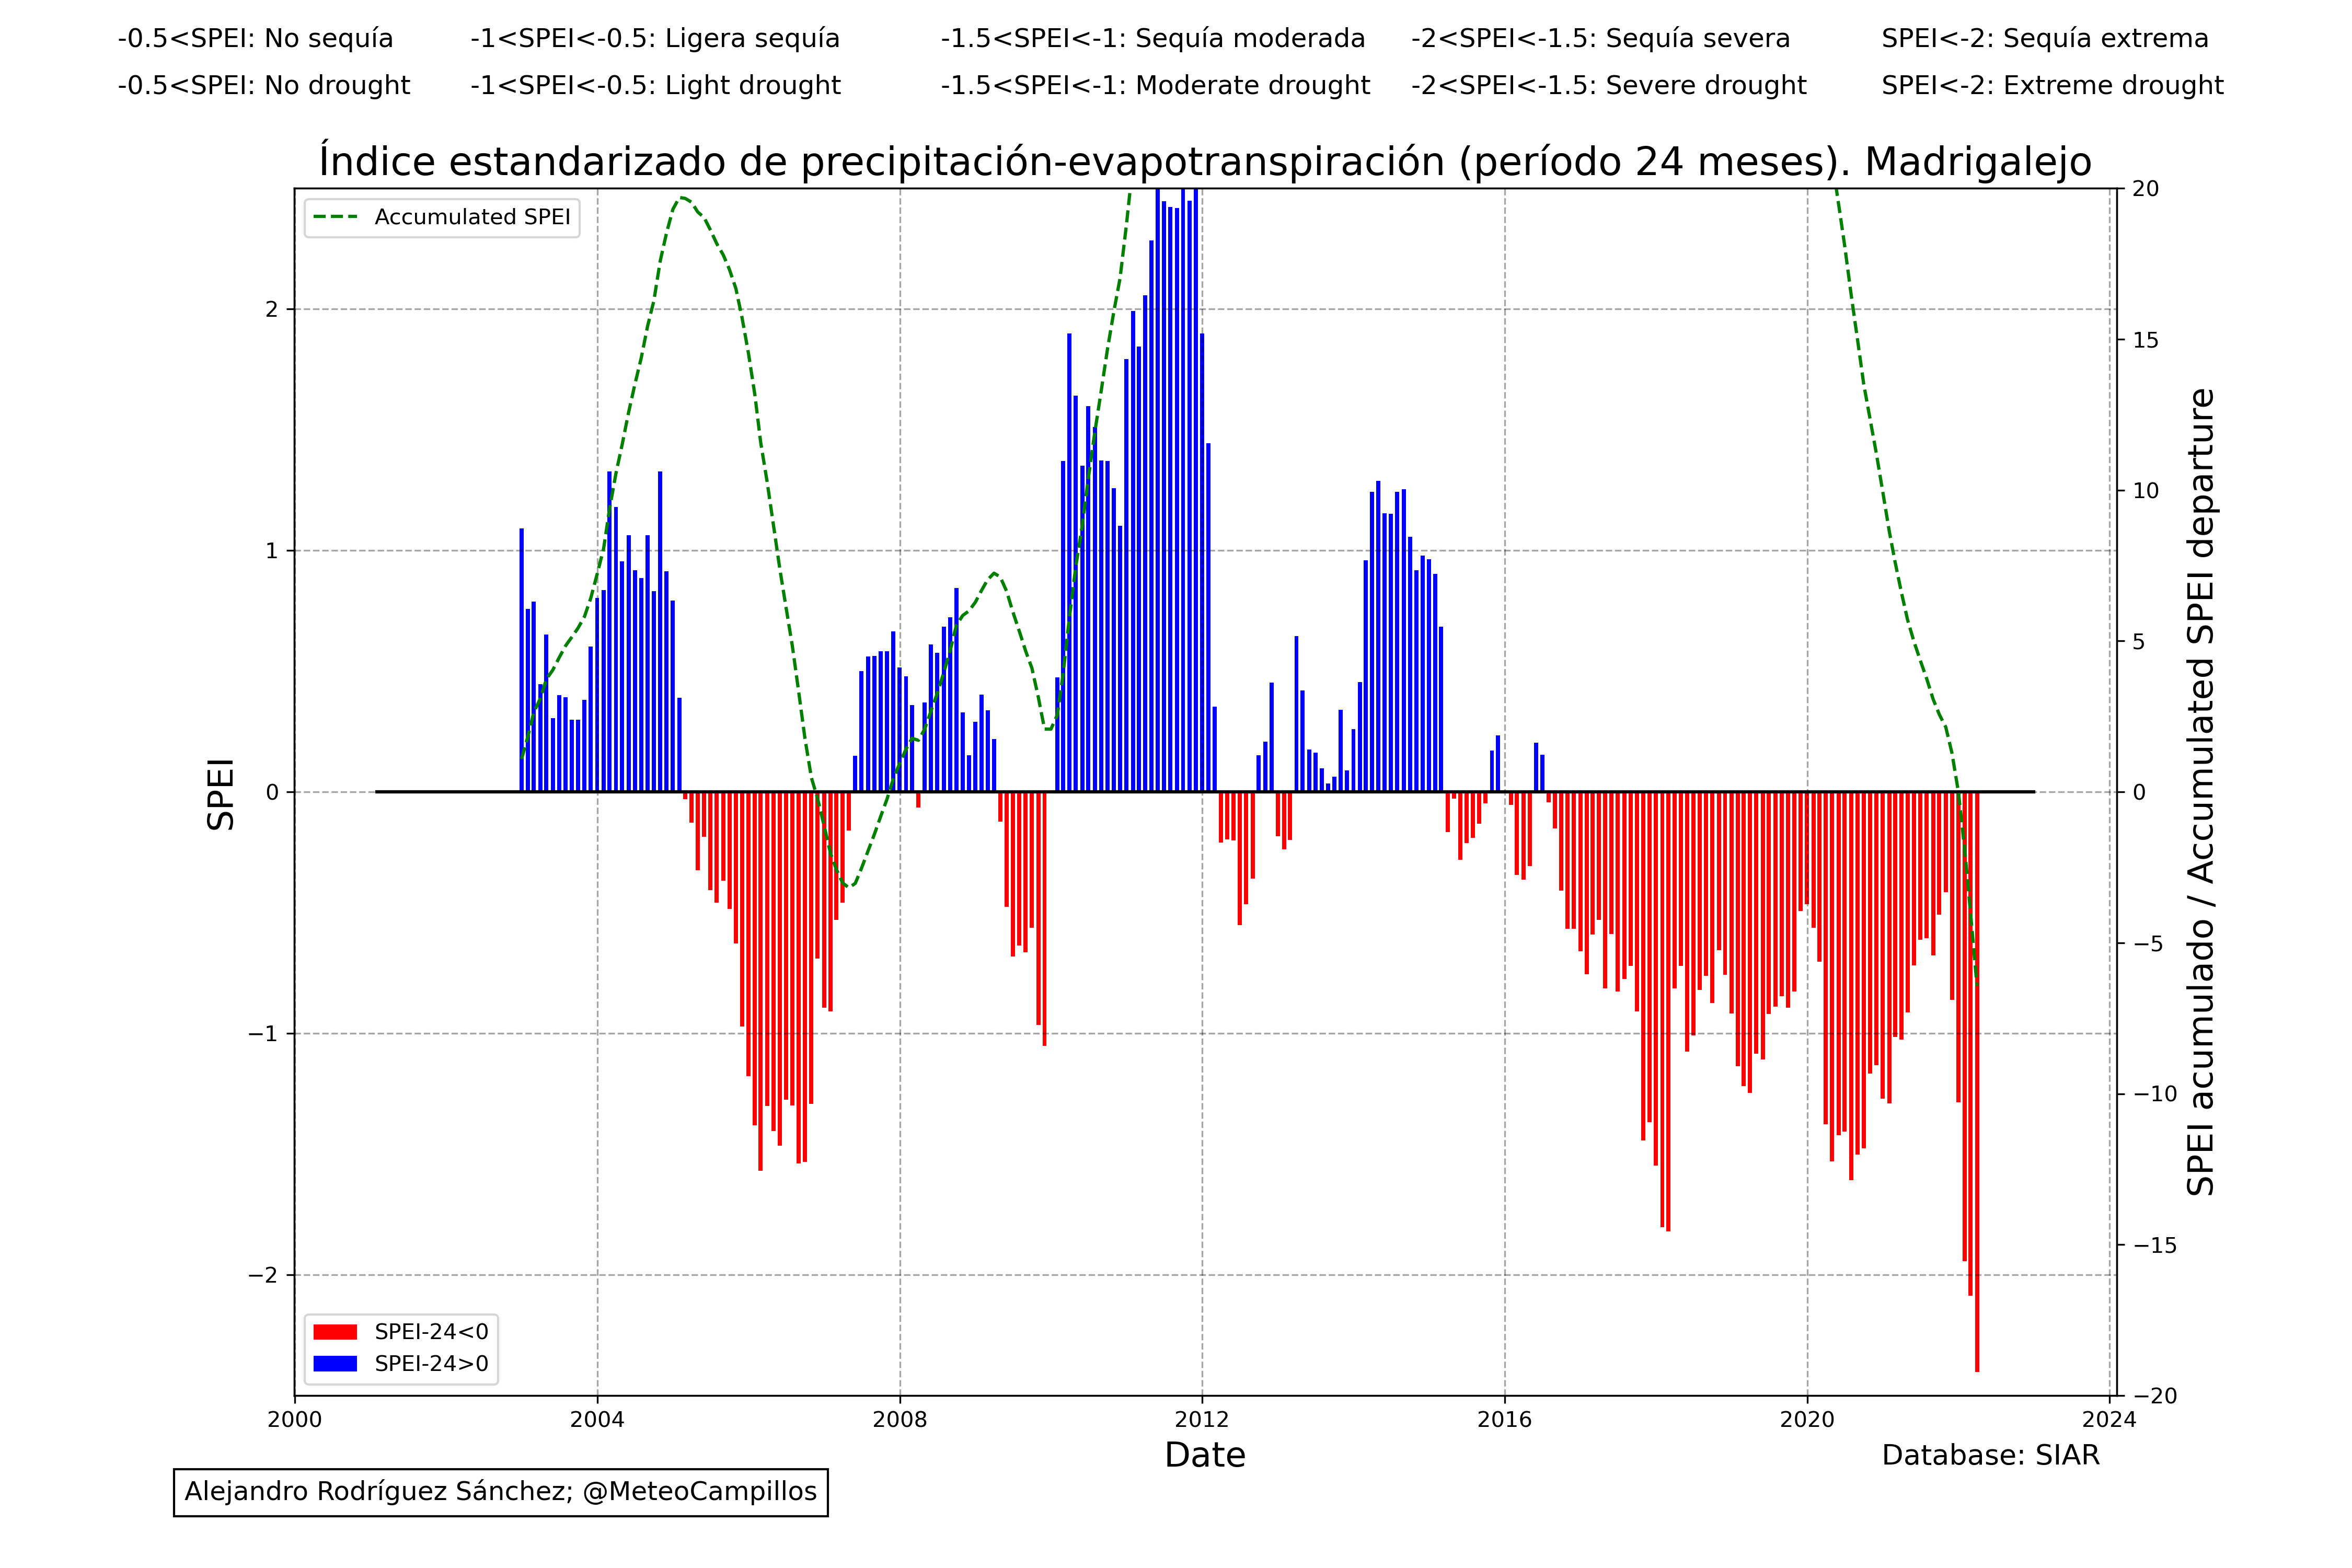 -0.5<SPEI: No sequía -1<SPEI<-0.5: Ligera sequía -1.5<SPEI<-1: Sequía moderada -2<SPEI<-1.5: Sequía severa SPEI<-2: Sequía extrema
-0.5<SPEI: No drought -1<SPEI<-0.5: Light drought -1.5<SPEI<-1: Moderate drought -2<SPEI<-1.5: Severe drought SPEI<-2: Extreme drought
Índice estandarizado de precipitación-evapotranspiración (período 24 meses). Madrigalejo
Accumulated SPEI
2
1
0
−1
−2
SPEI
20
15
10
5
0
−5
−10
−15
−20
SPEI acumulado / Accumulated SPEI departure
SPEI-24<0
SPEI-24>0
2000 2004 2008 2012 2016 2020 2024
Date
Database: SIAR
Alejandro Rodríguez Sánchez; @MeteoCampillos